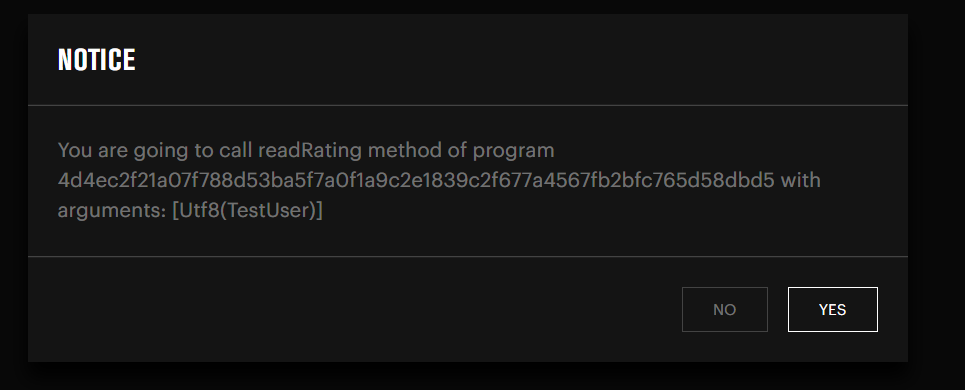 NOTICE
You are going to call readRating method of program
4d4ec2f21a07f788d53ba5f7a0f1a9c2e1839c2f677a4567fb2bfc765d58dbd5 with
arguments: [Utf8(TestUser)]
NO
YES